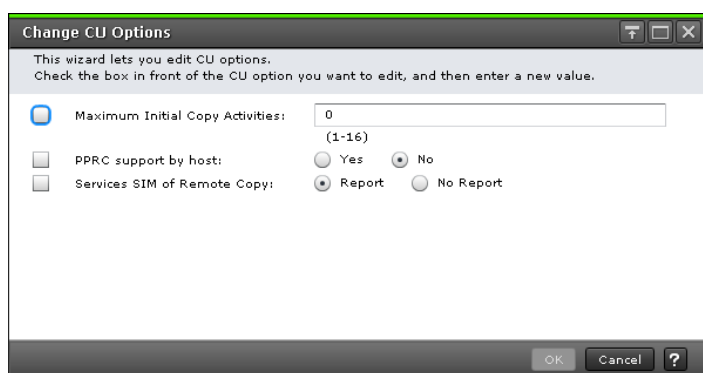 Change CU Options
This wizard lets you edit CU options.
Check the box in front of the CU option you want to edit, and then enter a new value.
Maximum Initial Copy Activities: 0
(1-16)
PPRC support by host: Yes No
Services SIM of Remote Copy: Report No Report
OK Cancel ?